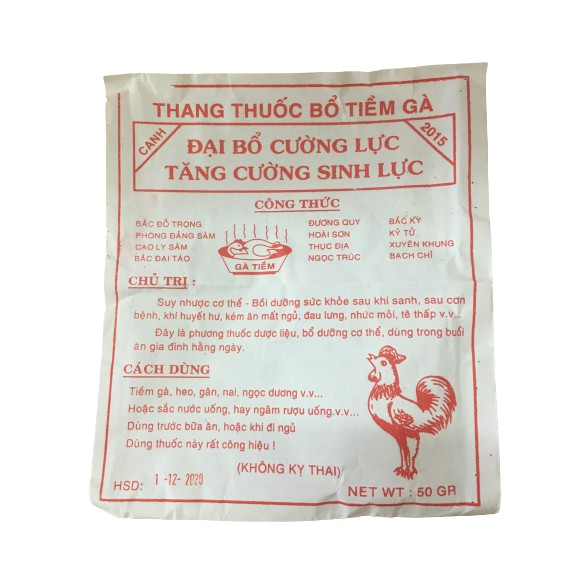 THANG THUỐC BỔ TIỀM GÀ
CANH
2015
ĐẠI BỔ CƯỜNG LỰC
TĂNG CƯỜNG SINH LỰC
CÔNG THỨC
BẮC ĐỖ TRỌNG
PHÒNG ĐẢNG SÂM
CAO LY SÂM
BẮC ĐẠI TÁO
GÀ TIỀM
ĐƯƠNG QUY
HOÀI SƠN
THỤC ĐỊA
NGỌC TRÚC
BẮC KỲ
KỶ TỬ
XUYÊN KHUNG
BẠCH CHỈ
CHỦ TRỊ :
Suy nhược cơ thể - Bồi dưỡng sức khỏe sau khi sanh, sau cơn
bệnh, khí huyết hư, kém ăn mất ngủ, đau lưng, nhức mỏi, tê thấp v.v...
Đây là phương thuốc dược liệu, bổ dưỡng cơ thể, dùng trong buổi
ăn gia đình hằng ngày.
CÁCH DÙNG
Tiềm gà, heo, gân, nai, ngọc dương v.v...
Hoặc sắc nước uống, hay ngâm rượu uống.v.v...
Dùng trước bữa ăn, hoặc khi đi ngủ
Dùng thuốc này rất công hiệu !
(KHÔNG KỴ THAI)
HSD: 1 -12- 2020
NET WT : 50 GR